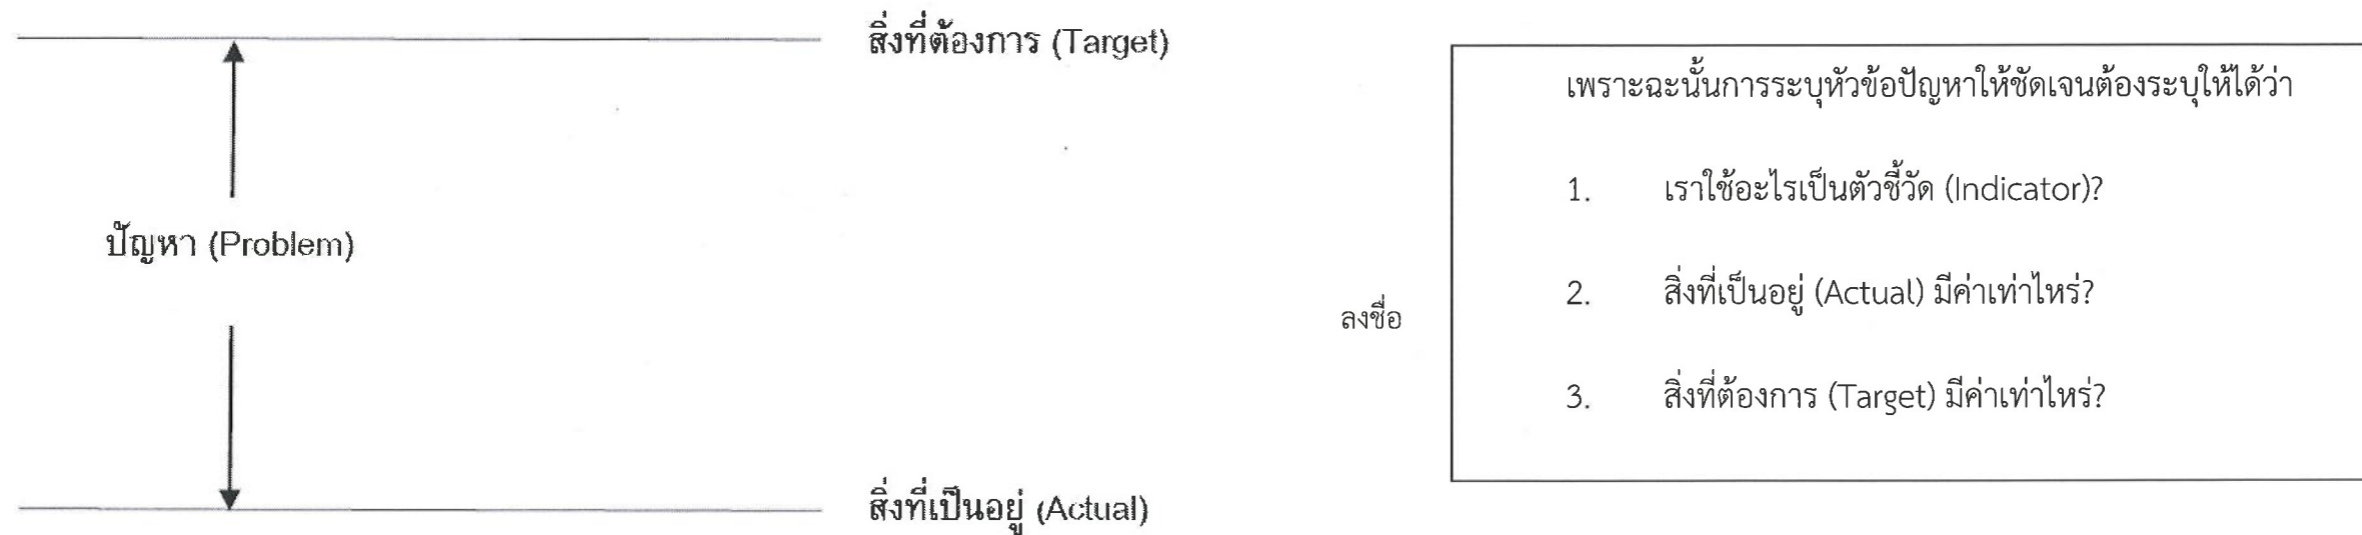 สิ่งที่ต้องการ (Target)
ปัญหา (Problem)
สิ่งที่เป็นอยู่ (Actual)
ลงชื่อ
เพราะฉะนั้นการระบุหัวข้อปัญหาให้ชัดเจนต้องระบุให้ได้ว่า
1. เราใช้อะไรเป็นตัวชี้วัด (Indicator)?
2. สิ่งที่เป็นอยู่ (Actual) มีค่าเท่าไหร่?
3. สิ่งที่ต้องการ (Target) มีค่าเท่าไหร่?